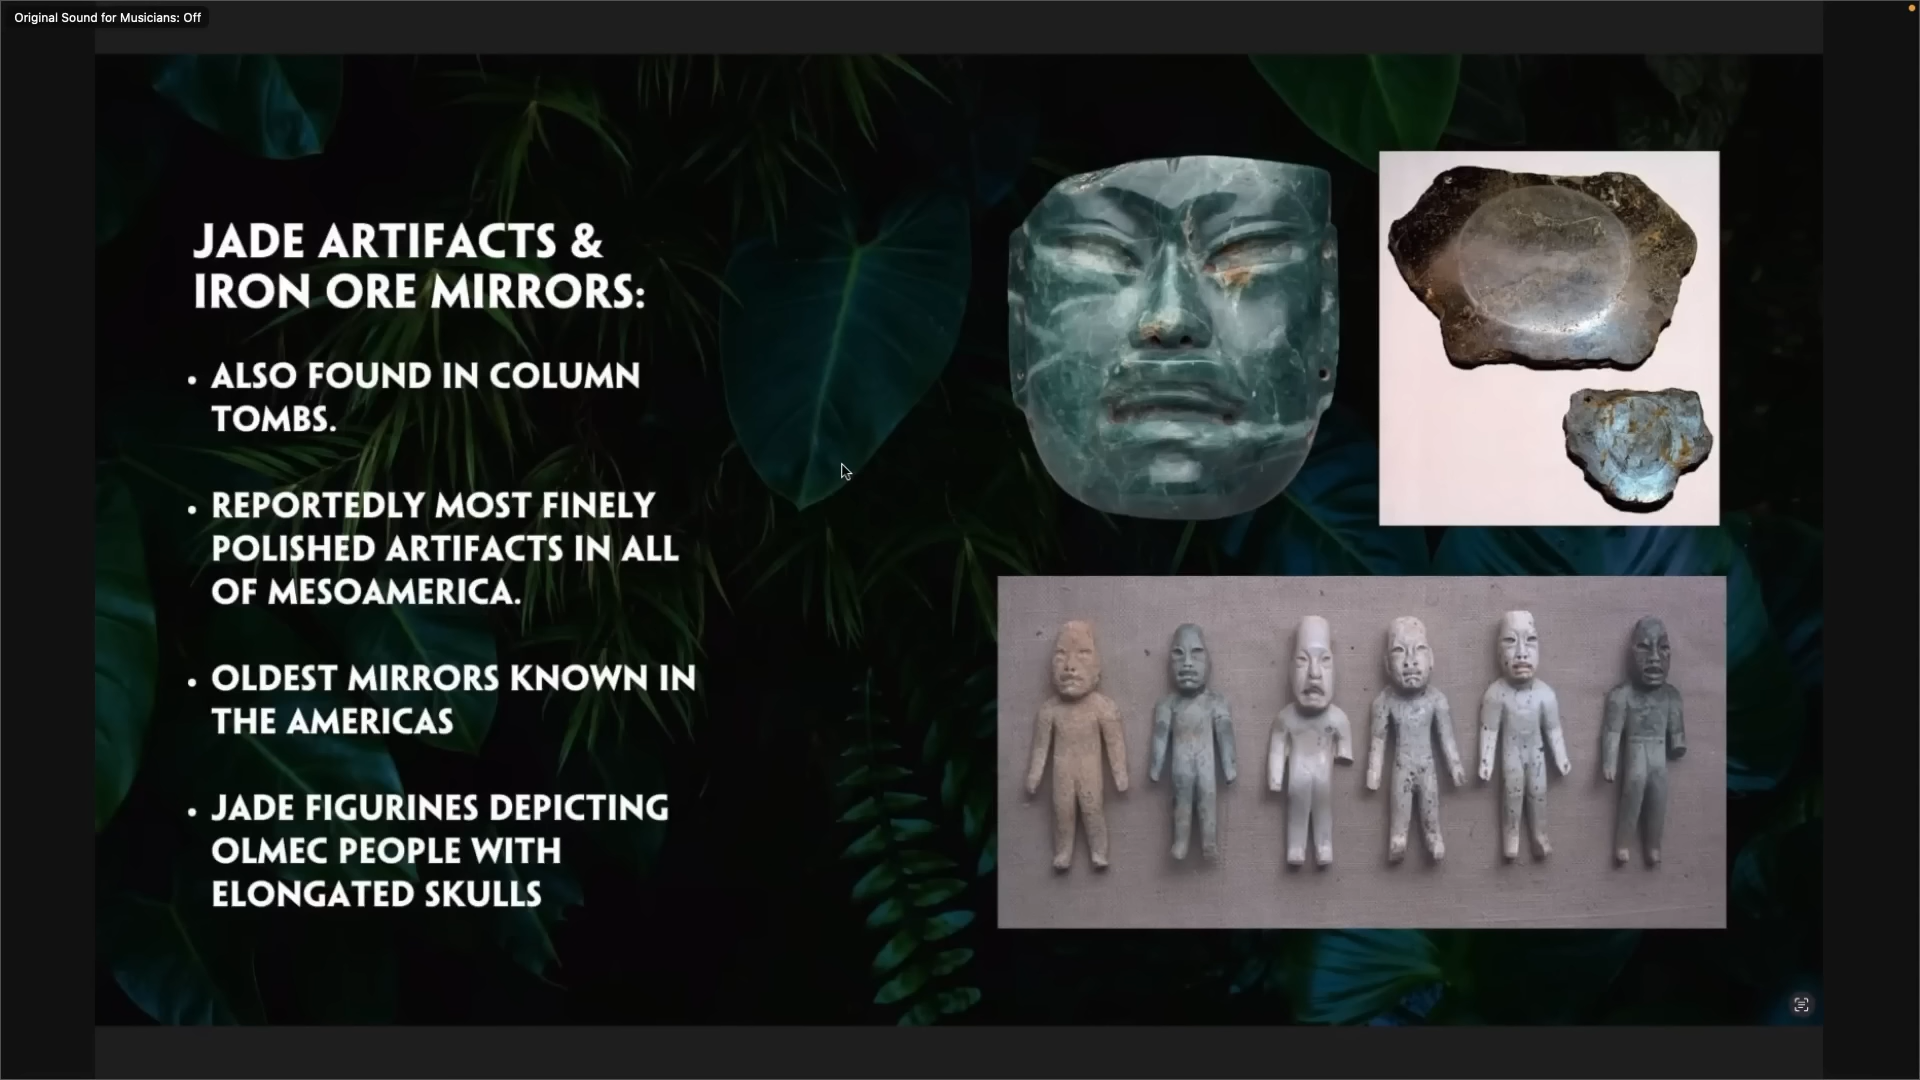 Original Sound for Musicians: Off
JADE ARTIFACTS &
IRON ORE MIRRORS:
• ALSO FOUND IN COLUMN
TOMBS.
• REPORTEDLY MOST FINELY
POLISHED ARTIFACTS IN ALL
OF MESOAMERICA.
• OLDEST MIRRORS KNOWN IN
THE AMERICAS
• JADE FIGURINES DEPICTING
OLMEC PEOPLE WITH
ELONGATED SKULLS